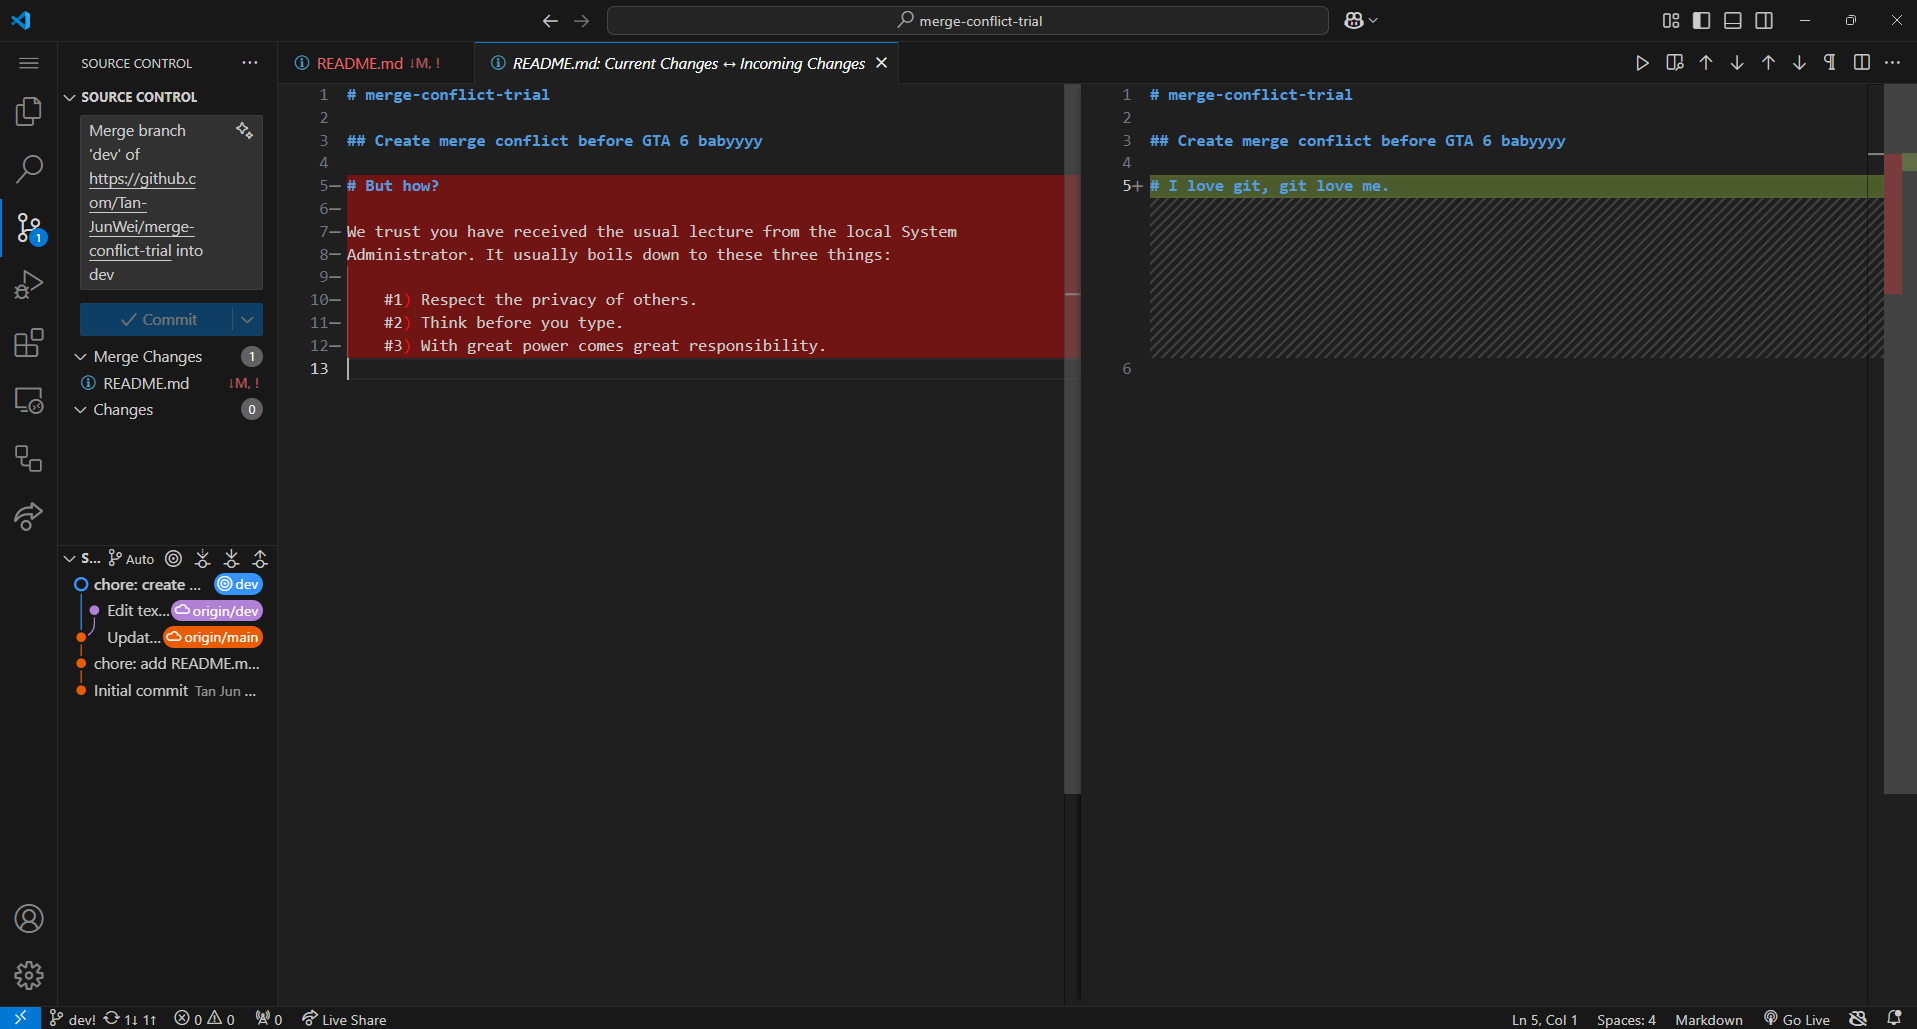 merge-conflict-trial
SOURCE CONTROL
SOURCE CONTROL
Merge branch
'dev' of
https://github.c
om/Tan-
JunWei/merge-
conflict-trial into
dev
Commit
Merge Changes 1
README.md ↓M, !
Changes 0
S... Auto
chore: create ... dev
Edit tex... origin/dev
Updat... origin/main
chore: add README.m...
Initial commit Tan Jun ...
1
README.md ↓M, !
README.md: Current Changes ↔ Incoming Changes
1 # merge-conflict-trial
2
3 ## Create merge conflict before GTA 6 babyyyy
4
5− # But how?
6−
7− We trust you have received the usual lecture from the local System
8− Administrator. It usually boils down to these three things:
9−
10− #1) Respect the privacy of others.
11− #2) Think before you type.
12− #3) With great power comes great responsibility.
13
1 # merge-conflict-trial
2
3 ## Create merge conflict before GTA 6 babyyyy
4
5+ # I love git, git love me.
6
dev! 1↓ 1↑ 0 0 0 Live Share
Ln 5, Col 1 Spaces: 4 Markdown Go Live